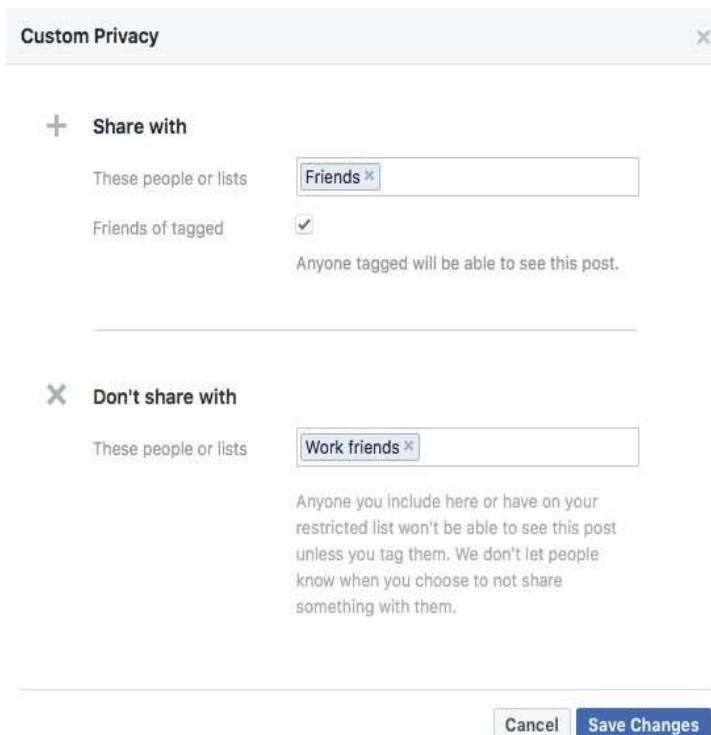 Custom Privacy
Share with
These people or lists
Friends
Friends of tagged
Anyone tagged will be able to see this post.
Don't share with
These people or lists
Work friends
Anyone you include here or have on your
restricted list won't be able to see this post
unless you tag them. We don't let people
know when you choose to not share
something with them.
Cancel Save Changes